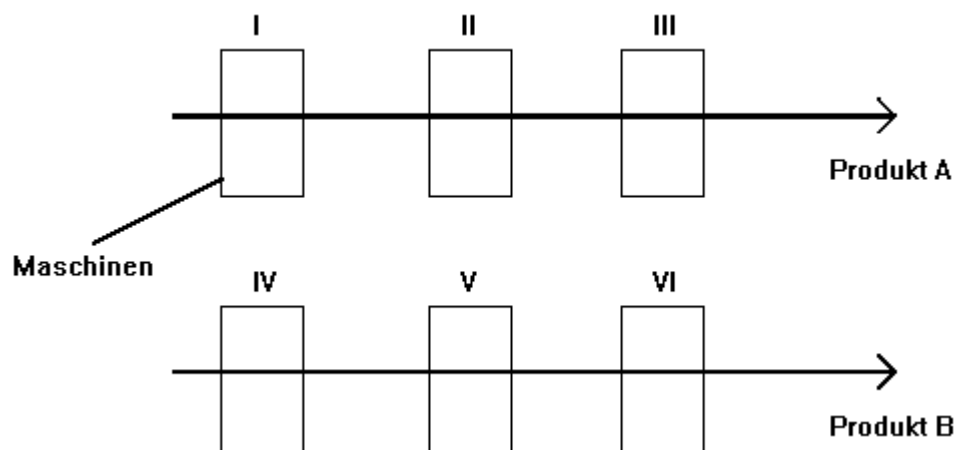 I II III
Produkt A
Maschinen
IV V VI
Produkt B